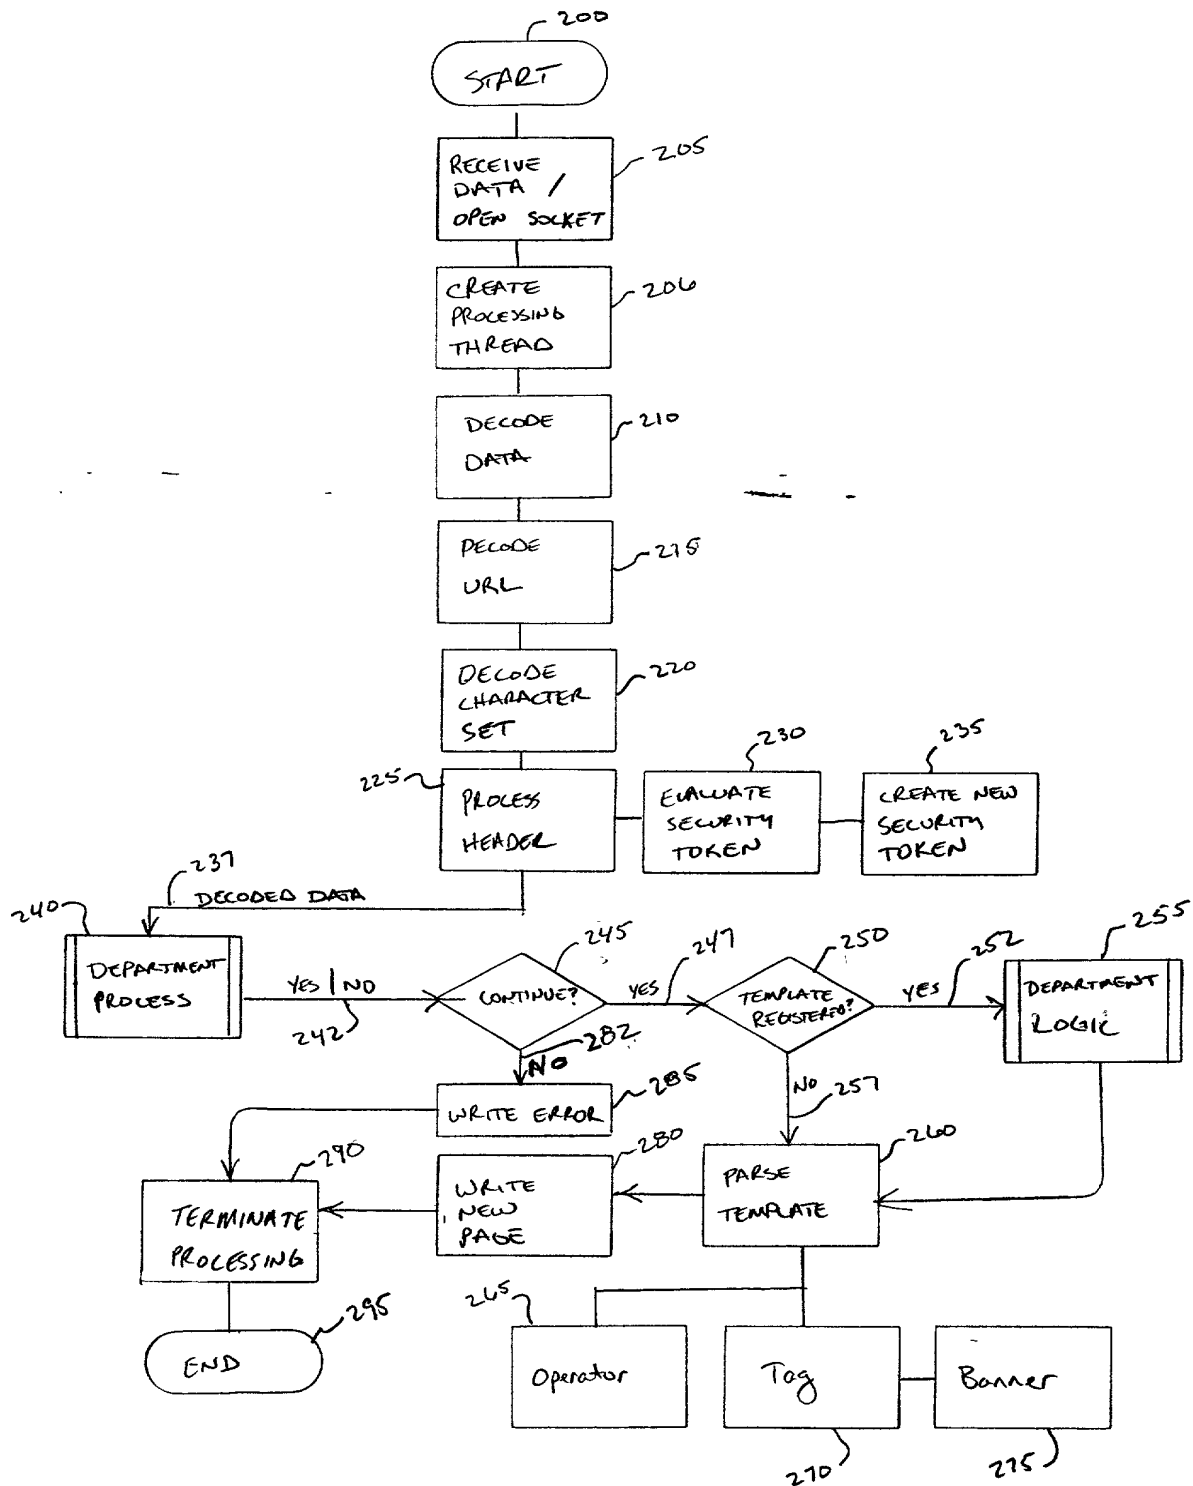 200
START
205
RECEIVE
DATA /
OPEN SOCKET
206
CREATE
PROCESSING
THREAD
210
DECODE
DATA
215
DECODE
URL
220
DECODE
CHARACTER
SET
225
PROCESS
HEADER
230
EVALUATE
SECURITY
TOKEN
235
CREATE NEW
SECURITY
TOKEN
237
DECODED DATA
240
DEPARTMENT
PROCESS
YES / NO
242
245
CONTINUE?
247
YES
250
TEMPLATE
REGISTERED?
252
YES
255
DEPARTMENT
LOGIC
282
NO
285
WRITE ERROR
NO
257
260
PARSE
TEMPLATE
280
WRITE
NEW
PAGE
290
TERMINATE
PROCESSING
295
END
265
Operator
Tag
270
Banner
275